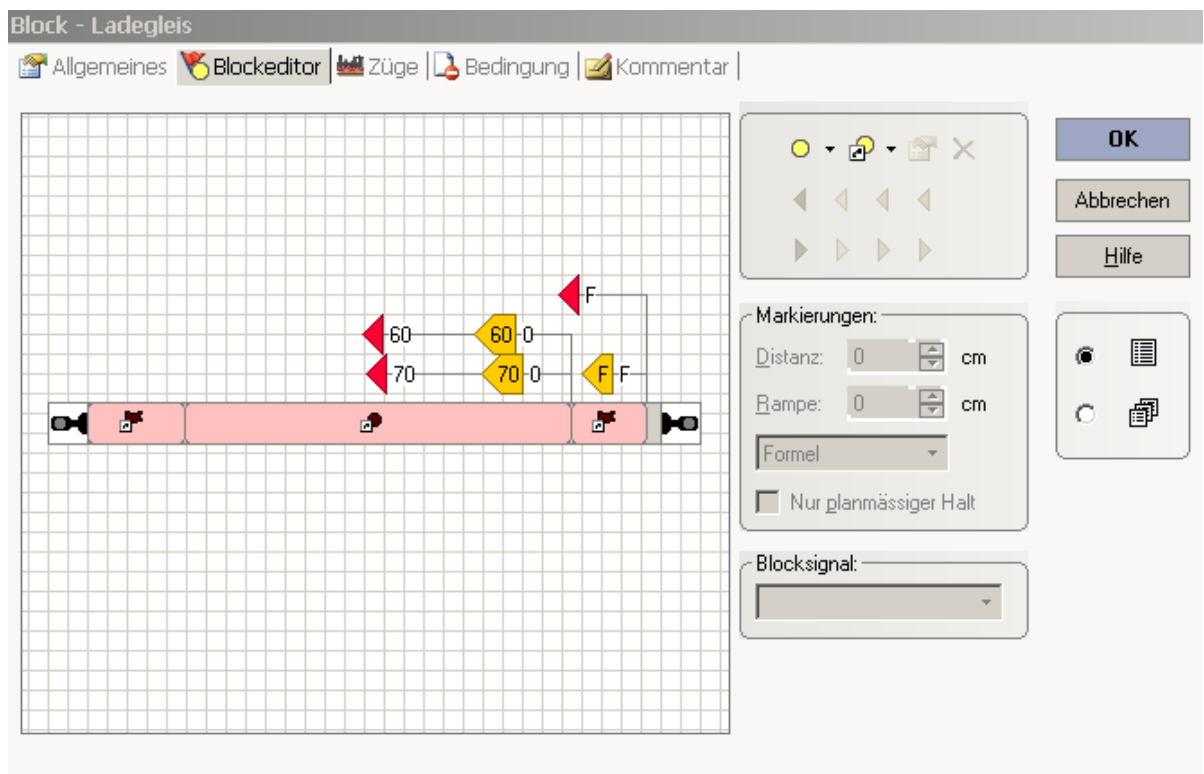 Block - Ladegleis
Allgemeines Blockeditor Züge Bedingung Kommentar
OK
Abbrechen
Hilfe
F
60 60 0
70 70 0 F F
Markierungen:
Distanz: 0 cm
Rampe: 0 cm
Formel
Nur planmässiger Halt
Blocksignal: